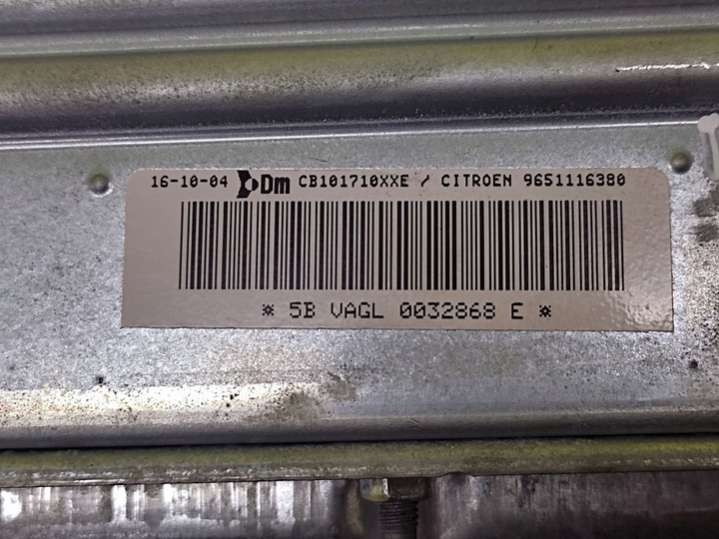 16-10-04 Dm CB101710XXE / CITROEN 9651116380
* 5B VAGL 0032868 E *